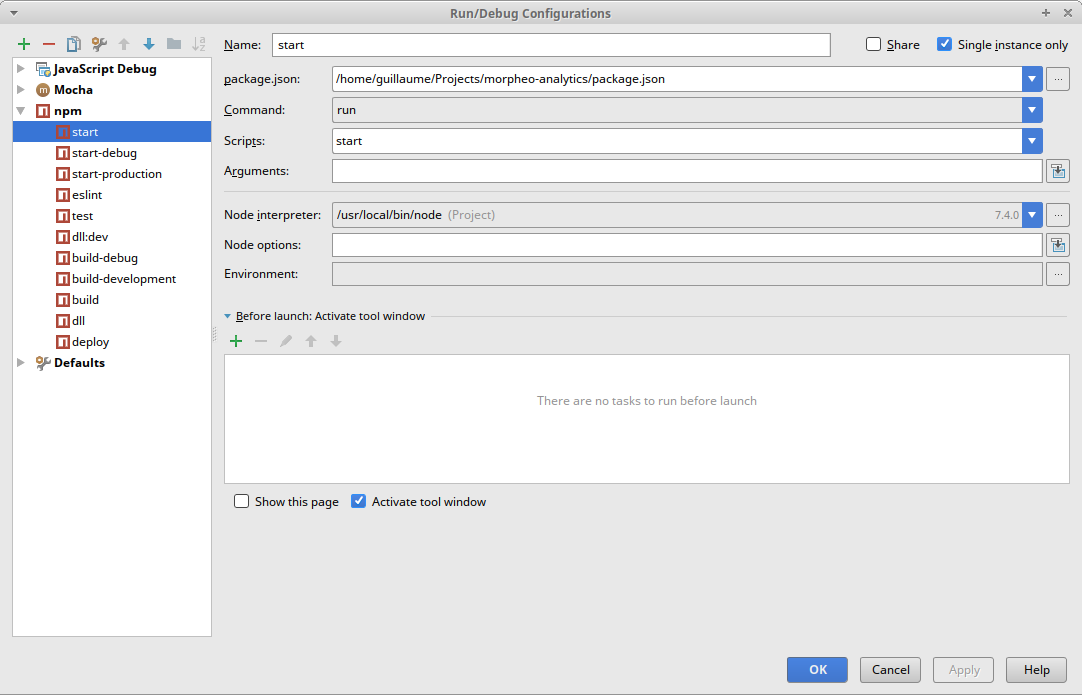 Run/Debug Configurations
Name: start Share Single instance only
JavaScript Debug
Mocha
npm
start
start-debug
start-production
eslint
test
dll:dev
build-debug
build-development
build
dll
deploy
Defaults
package.json: /home/guillaume/Projects/morpheo-analytics/package.json ...
Command: run
Scripts: start
Arguments:
Node interpreter: /usr/local/bin/node (Project) 7.4.0 ...
Node options:
Environment: ...
Before launch: Activate tool window
There are no tasks to run before launch
Show this page Activate tool window
OK Cancel Apply Help